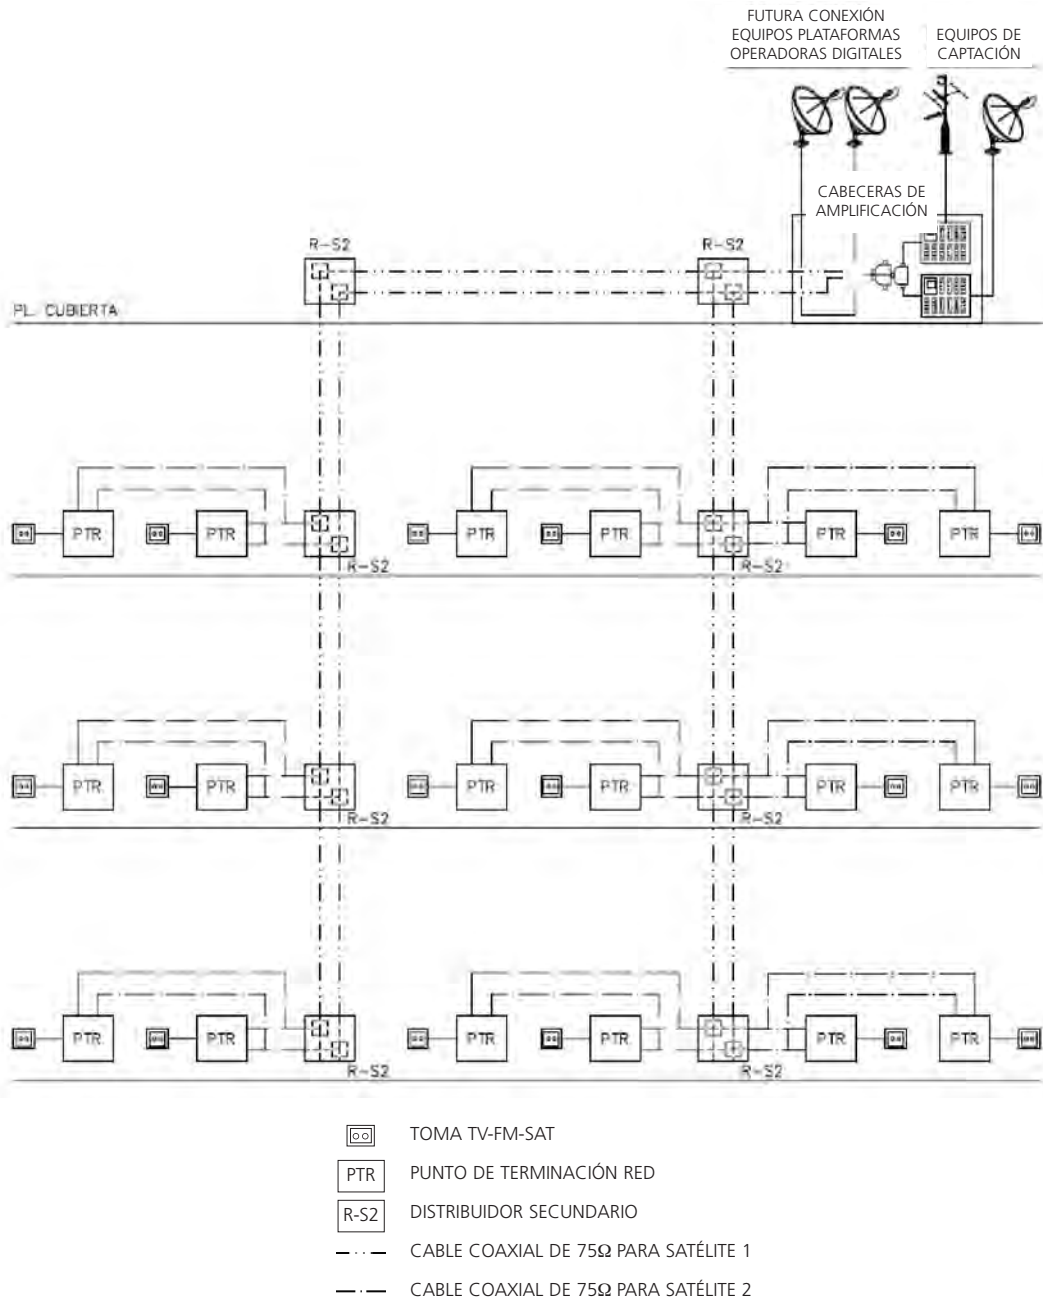 FUTURA CONEXIÓN
EQUIPOS PLATAFORMAS
OPERADORAS DIGITALES
EQUIPOS DE
CAPTACIÓN
CABECERAS DE
AMPLIFICACIÓN
R-S2
R-S2
PL. CUBIERTA
PTR
PTR
PTR
PTR
PTR
PTR
R-S2
R-S2
PTR
PTR
PTR
PTR
PTR
PTR
R-S2
R-S2
PTR
PTR
PTR
PTR
PTR
PTR
R-S2
R-S2
TOMA TV-FM-SAT
PTR PUNTO DE TERMINACIÓN RED
R-S2 DISTRIBUIDOR SECUNDARIO
CABLE COAXIAL DE 75Ω PARA SATÉLITE 1
CABLE COAXIAL DE 75Ω PARA SATÉLITE 2